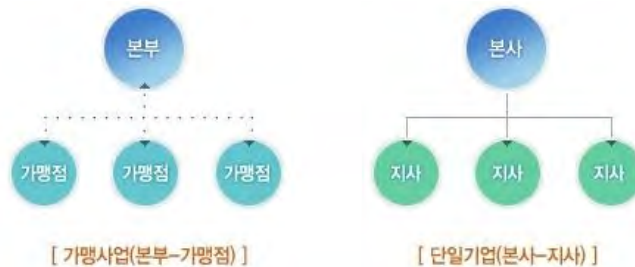 본부
본사
가맹점 가맹점 가맹점
지사 지사 지사
[ 가맹사업(본부-가맹점) ]
[ 단일기업(본사-지사) ]